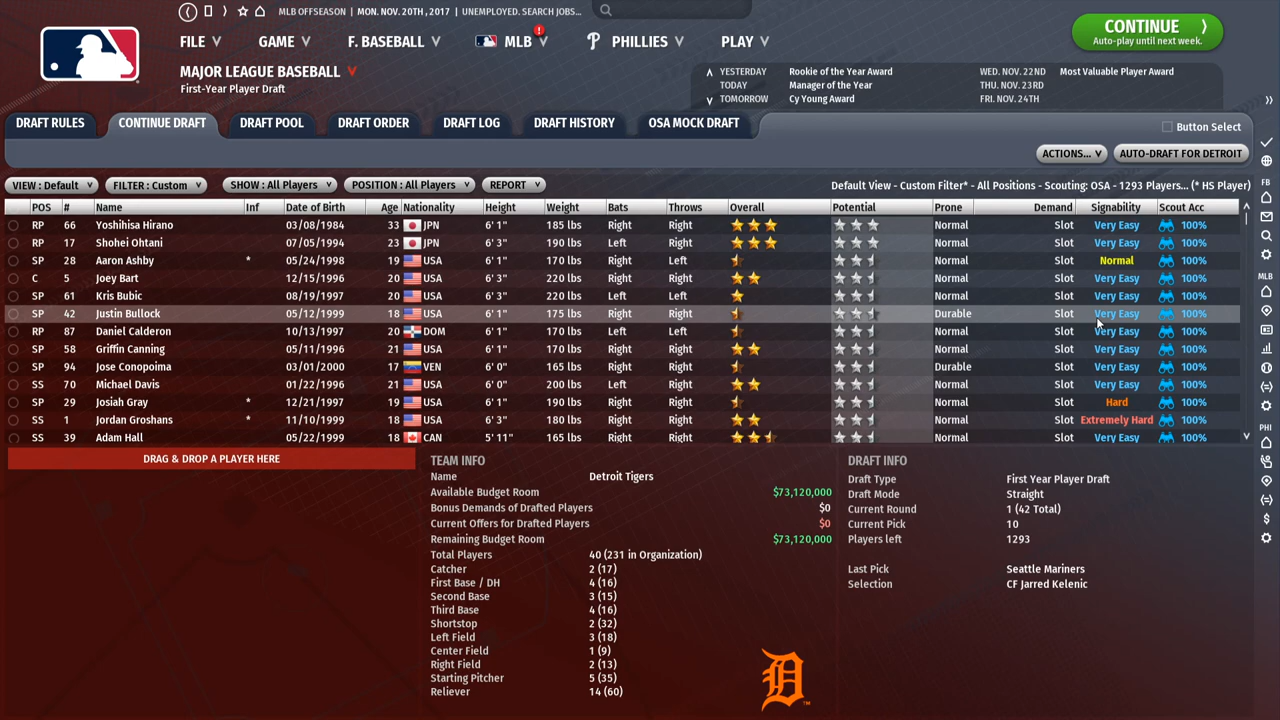 MLB OFFSEASON | MON. NOV. 20TH, 2017 | UNEMPLOYED. SEARCH JOBS...
FILE GAME F. BASEBALL MLB ! PHILLIES PLAY
CONTINUE
Auto-play until next week.
MAJOR LEAGUE BASEBALL
First-Year Player Draft
YESTERDAY Rookie of the Year Award WED. NOV. 22ND Most Valuable Player Award
TODAY Manager of the Year THU. NOV. 23RD
TOMORROW Cy Young Award FRI. NOV. 24TH
DRAFT RULES CONTINUE DRAFT DRAFT POOL DRAFT ORDER DRAFT LOG DRAFT HISTORY OSA MOCK DRAFT
Button Select
ACTIONS... AUTO-DRAFT FOR DETROIT
VIEW : Default FILTER : Custom SHOW : All Players POSITION : All Players REPORT Default View - Custom Filter* - All Positions - Scouting: OSA - 1293 Players... (* HS Player)
POS # Name Inf Date of Birth Age Nationality Height Weight Bats Throws Overall Potential Prone Demand Signability Scout Acc
RP 66 Yoshihisa Hirano 03/08/1984 33 JPN 6' 1" 185 lbs Right Right Normal Slot Very Easy 100%
RP 17 Shohei Ohtani 07/05/1994 23 JPN 6' 3" 190 lbs Left Right Normal Slot Very Easy 100%
SP 28 Aaron Ashby * 05/24/1998 19 USA 6' 1" 170 lbs Right Left Normal Slot Normal 100%
C 5 Joey Bart 12/15/1996 20 USA 6' 3" 220 lbs Right Right Normal Slot Very Easy 100%
SP 61 Kris Bubic 08/19/1997 20 USA 6' 3" 220 lbs Left Left Normal Slot Very Easy 100%
SP 42 Justin Bullock 05/12/1999 18 USA 6' 1" 175 lbs Right Right Durable Slot Very Easy 100%
RP 87 Daniel Calderon 10/13/1997 20 DOM 6' 1" 170 lbs Left Left Normal Slot Very Easy 100%
SP 58 Griffin Canning 05/11/1996 21 USA 6' 1" 170 lbs Right Right Normal Slot Very Easy 100%
SP 94 Jose Conopoima 03/01/2000 17 VEN 6' 0" 165 lbs Right Right Durable Slot Very Easy 100%
SS 70 Michael Davis 01/22/1996 21 USA 6' 0" 200 lbs Left Right Normal Slot Very Easy 100%
SP 29 Josiah Gray * 12/21/1997 19 USA 6' 1" 190 lbs Right Right Normal Slot Hard 100%
SS 1 Jordan Groshans * 11/10/1999 18 USA 6' 3" 180 lbs Right Right Normal Slot Extremely Hard 100%
SS 39 Adam Hall 05/22/1999 18 CAN 5' 11" 165 lbs Right Right Normal Slot Very Easy 100%
DRAG & DROP A PLAYER HERE
TEAM INFO
Name Detroit Tigers
Available Budget Room $73,120,000
Bonus Demands of Drafted Players $0
Current Offers for Drafted Players $0
Remaining Budget Room $73,120,000
Total Players 40 (231 in Organization)
Catcher 2 (17)
First Base / DH 4 (16)
Second Base 3 (15)
Third Base 4 (16)
Shortstop 2 (32)
Left Field 3 (18)
Center Field 1 (9)
Right Field 2 (13)
Starting Pitcher 5 (35)
Reliever 14 (60)
DRAFT INFO
Draft Type First Year Player Draft
Draft Mode Straight
Current Round 1 (42 Total)
Current Pick 10
Players left 1293
Last Pick Seattle Mariners
Selection CF Jarred Kelenic
FB
MLB
PHI